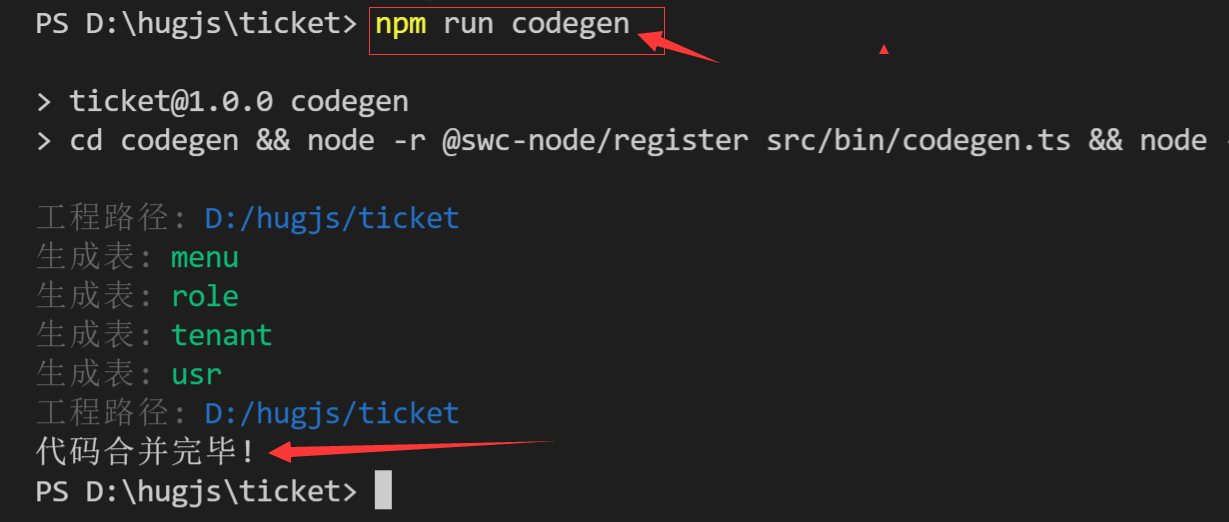 PS D:\hugjs\ticket> npm run codegen
> ticket@1.0.0 codegen
> cd codegen && node -r @swc-node/register src/bin/codegen.ts && node
工程路径: D:/hugjs/ticket
生成表: menu
生成表: role
生成表: tenant
生成表: usr
工程路径: D:/hugjs/ticket
代码合并完毕!
PS D:\hugjs\ticket>